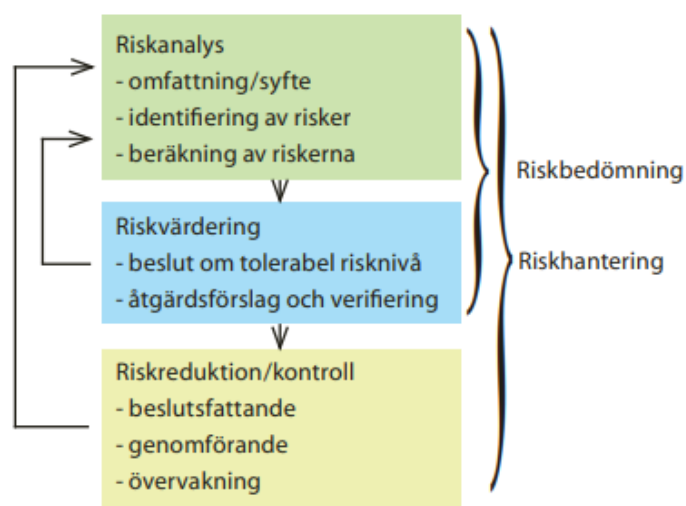 Riskanalys
- omfattning/syfte
- identifiering av risker
- beräkning av riskerna
Riskvärdering
- beslut om tolerabel risknivå
- åtgärdsförslag och verifiering
Riskreduktion/kontroll
- beslutsfattande
- genomförande
- övervakning
Riskbedömning
Riskhantering